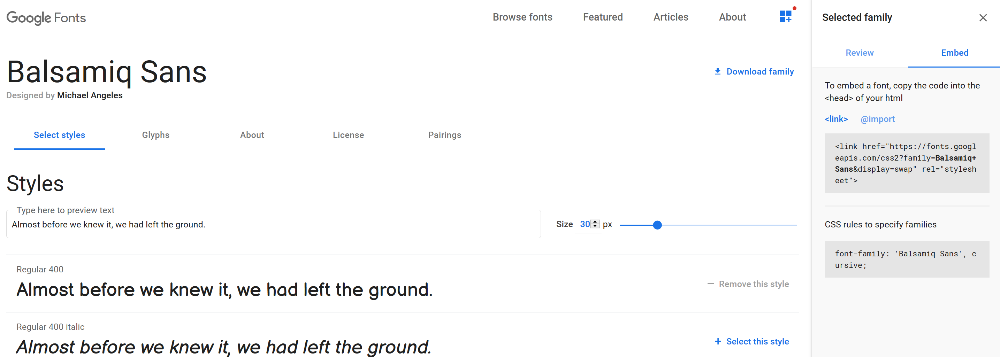 Google Fonts
Browse fonts
Featured
Articles
About
Balsamiq Sans
Designed by Michael Angeles
Download family
Select styles
Glyphs
About
License
Pairings
Styles
Type here to preview text
Almost before we knew it, we had left the ground.
Size 30 px
Regular 400
Almost before we knew it, we had left the ground.
Remove this style
Regular 400 italic
Almost before we knew it, we had left the ground.
Select this style
Selected family
Review
Embed
To embed a font, copy the code into the
<head> of your html
<link>
@import
<link href="https://fonts.googl
eapis.com/css2?family=Balsamiq+
Sans&display=swap" rel="stylesh
eet">
CSS rules to specify families
font-family: 'Balsamiq Sans', c
ursive;